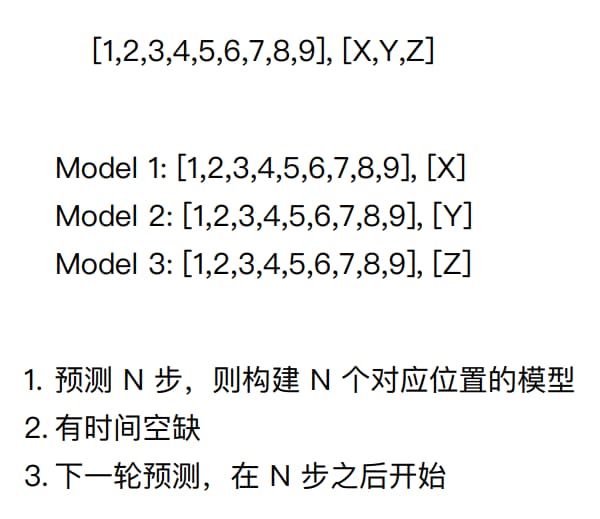 [1,2,3,4,5,6,7,8,9], [X,Y,Z]
Model 1: [1,2,3,4,5,6,7,8,9], [X]
Model 2: [1,2,3,4,5,6,7,8,9], [Y]
Model 3: [1,2,3,4,5,6,7,8,9], [Z]
1. 预测 N 步，则构建 N 个对应位置的模型
2. 有时间空缺
3. 下一轮预测，在 N 步之后开始